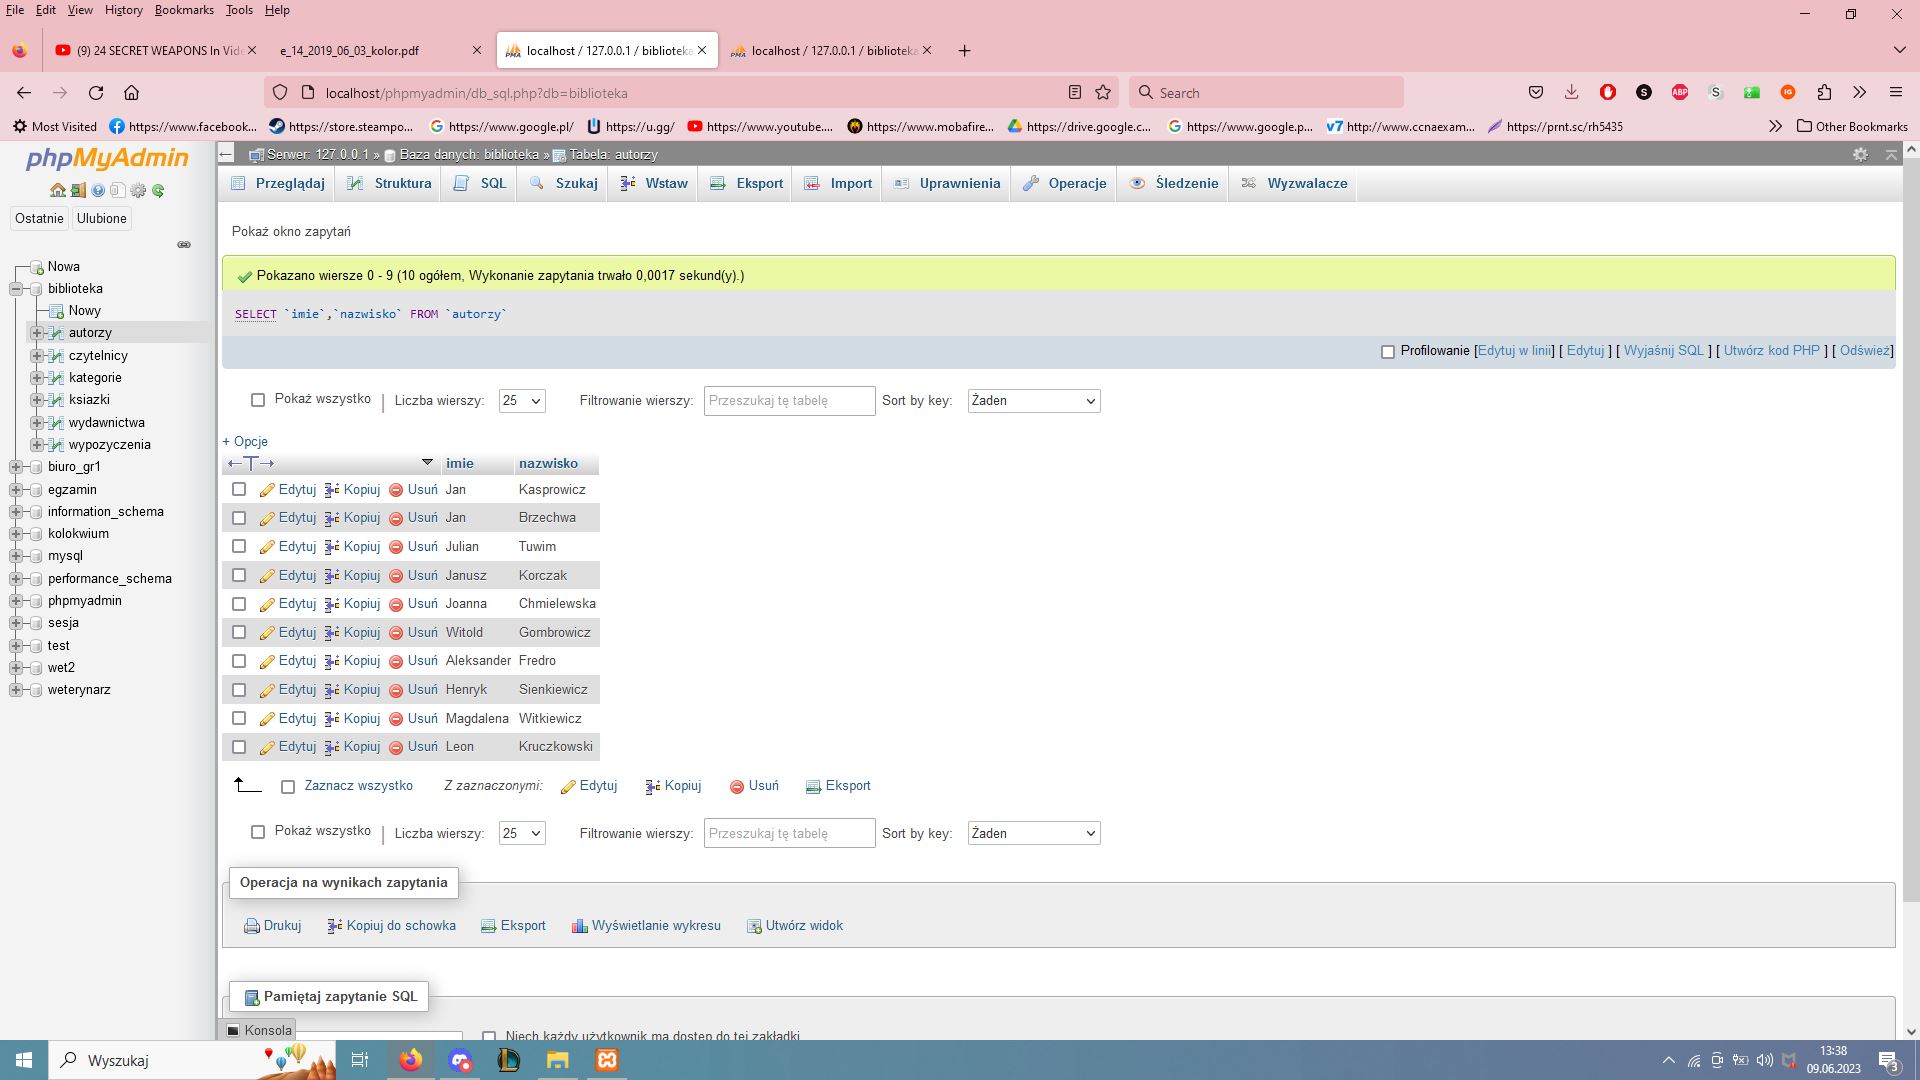 File Edit View History Bookmarks Tools Help
(9) 24 SECRET WEAPONS In Vide
e_14_2019_06_03_kolor.pdf
localhost / 127.0.0.1 / biblioteka
localhost / 127.0.0.1 / biblioteka
localhost/phpmyadmin/db_sql.php?db=biblioteka
Search
Most Visited https://www.facebook... https://store.steampo... https://www.google.pl/ https://u.gg/ https://www.youtube.... https://www.mobafire... https://drive.google.c... https://www.google.p... http://www.ccnaexam... https://prnt.sc/rh5435 Other Bookmarks
phpMyAdmin
Ostatnie Ulubione
Nowa
biblioteka
Nowy
autorzy
czytelnicy
kategorie
ksiazki
wydawnictwa
wypozyczenia
biuro_gr1
egzamin
information_schema
kolokwium
mysql
performance_schema
phpmyadmin
sesja
test
wet2
weterynarz
Serwer: 127.0.0.1 » Baza danych: biblioteka » Tabela: autorzy
Przeglądaj Struktura SQL Szukaj Wstaw Eksport Import Uprawnienia Operacje Śledzenie Wyzwalacze
Pokaż okno zapytań
Pokazano wiersze 0 - 9 (10 ogółem, Wykonanie zapytania trwało 0,0017 sekund(y).)
SELECT `imie`,`nazwisko` FROM `autorzy`
Profilowanie [Edytuj w linii] [ Edytuj ] [ Wyjaśnij SQL ] [ Utwórz kod PHP ] [ Odśwież]
Pokaż wszystko | Liczba wierszy: 25 Filtrowanie wierszy: Przeszukaj tę tabelę Sort by key: Żaden
+ Opcje
←T→ imie nazwisko
Edytuj Kopiuj Usuń Jan Kasprowicz
Edytuj Kopiuj Usuń Jan Brzechwa
Edytuj Kopiuj Usuń Julian Tuwim
Edytuj Kopiuj Usuń Janusz Korczak
Edytuj Kopiuj Usuń Joanna Chmielewska
Edytuj Kopiuj Usuń Witold Gombrowicz
Edytuj Kopiuj Usuń Aleksander Fredro
Edytuj Kopiuj Usuń Henryk Sienkiewicz
Edytuj Kopiuj Usuń Magdalena Witkiewicz
Edytuj Kopiuj Usuń Leon Kruczkowski
Zaznacz wszystko Z zaznaczonymi: Edytuj Kopiuj Usuń Eksport
Pokaż wszystko | Liczba wierszy: 25 Filtrowanie wierszy: Przeszukaj tę tabelę Sort by key: Żaden
Operacja na wynikach zapytania
Drukuj Kopiuj do schowka Eksport Wyświetlanie wykresu Utwórz widok
Pamiętaj zapytanie SQL
Konsola
Niech każdy użytkownik ma dostęp do tej zakładki
Wyszukaj
13:38
09.06.2023
3